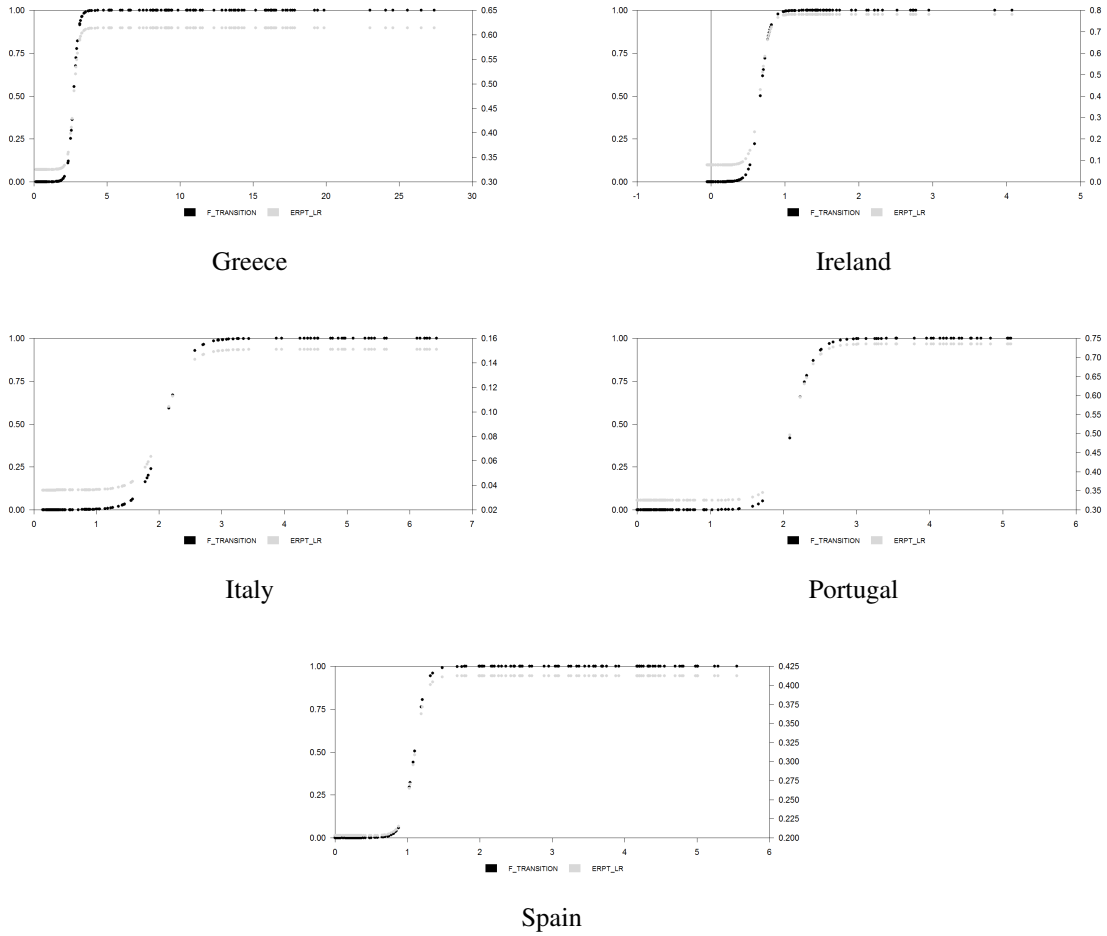 1.00 0.65 1.00 0.8
0.60 0.7
0.75 0.75
0.55 0.6
0.50 0.5
0.50 0.50 0.50 0.4
0.45 0.3
0.25 0.40 0.25 0.2
0.35 0.1
0.00 0.30 0.00 0.0
0 5 10 15 20 25 30 -1 0 1 2 3 4 5
F_TRANSITION ERPT_LR F_TRANSITION ERPT_LR
Greece Ireland
1.00 0.16 1.00 0.75
0.14 0.70
0.75 0.75 0.65
0.12 0.60
0.10 0.55
0.50 0.50
0.08 0.50
0.45
0.25 0.06 0.25 0.40
0.04 0.35
0.00 0.02 0.00 0.30
0 1 2 3 4 5 6 7 0 1 2 3 4 5 6
F_TRANSITION ERPT_LR F_TRANSITION ERPT_LR
Italy Portugal
1.00 0.425
0.400
0.75 0.375
0.350
0.325
0.50
0.300
0.275
0.25 0.250
0.225
0.00 0.200
0 1 2 3 4 5 6
F_TRANSITION ERPT_LR
Spain